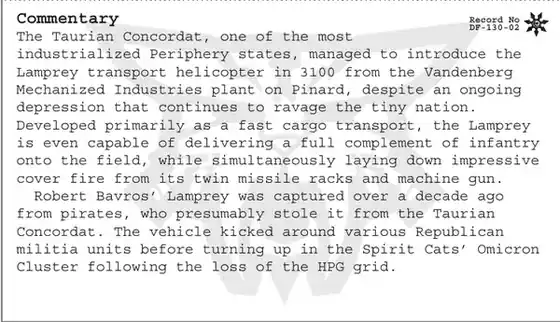 Commentary
Record No
DF-130-02
The Taurian Concordat, one of the most
industrialized Periphery states, managed to introduce the
Lamprey transport helicopter in 3100 from the Vandenberg
Mechanized Industries plant on Pinard, despite an ongoing
depression that continues to ravage the tiny nation.
Developed primarily as a fast cargo transport, the Lamprey
is even capable of delivering a full complement of infantry
onto the field, while simultaneously laying down impressive
cover fire from its twin missile racks and machine gun.
Robert Bavros’ Lamprey was captured over a decade ago
from pirates, who presumably stole it from the Taurian
Concordat. The vehicle kicked around various Republican
militia units before turning up in the Spirit Cats’ Omicron
Cluster following the loss of the HPG grid.